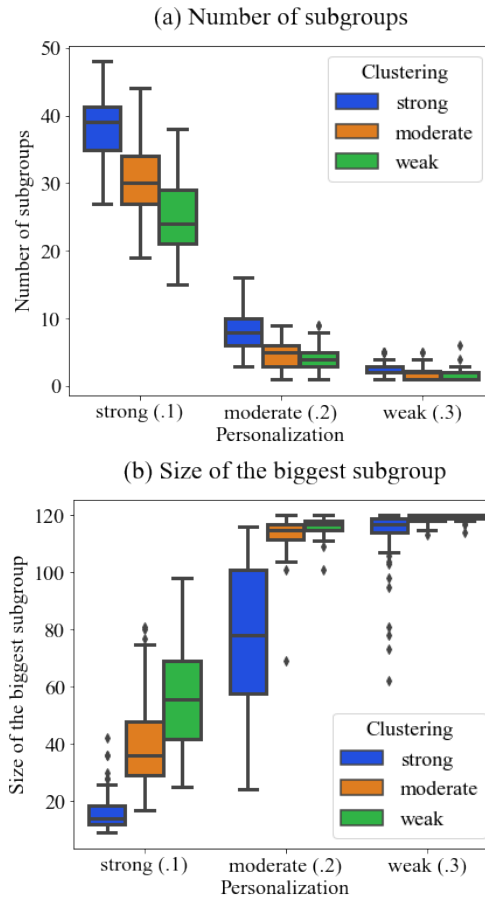 (a) Number of subgroups
50
40
30
20
10
0
Number of subgroups
Clustering
strong
moderate
weak
strong (.1)
moderate (.2)
weak (.3)
Personalization
(b) Size of the biggest subgroup
120
100
80
60
40
20
Size of the biggest subgroup
Clustering
strong
moderate
weak
strong (.1)
moderate (.2)
weak (.3)
Personalization